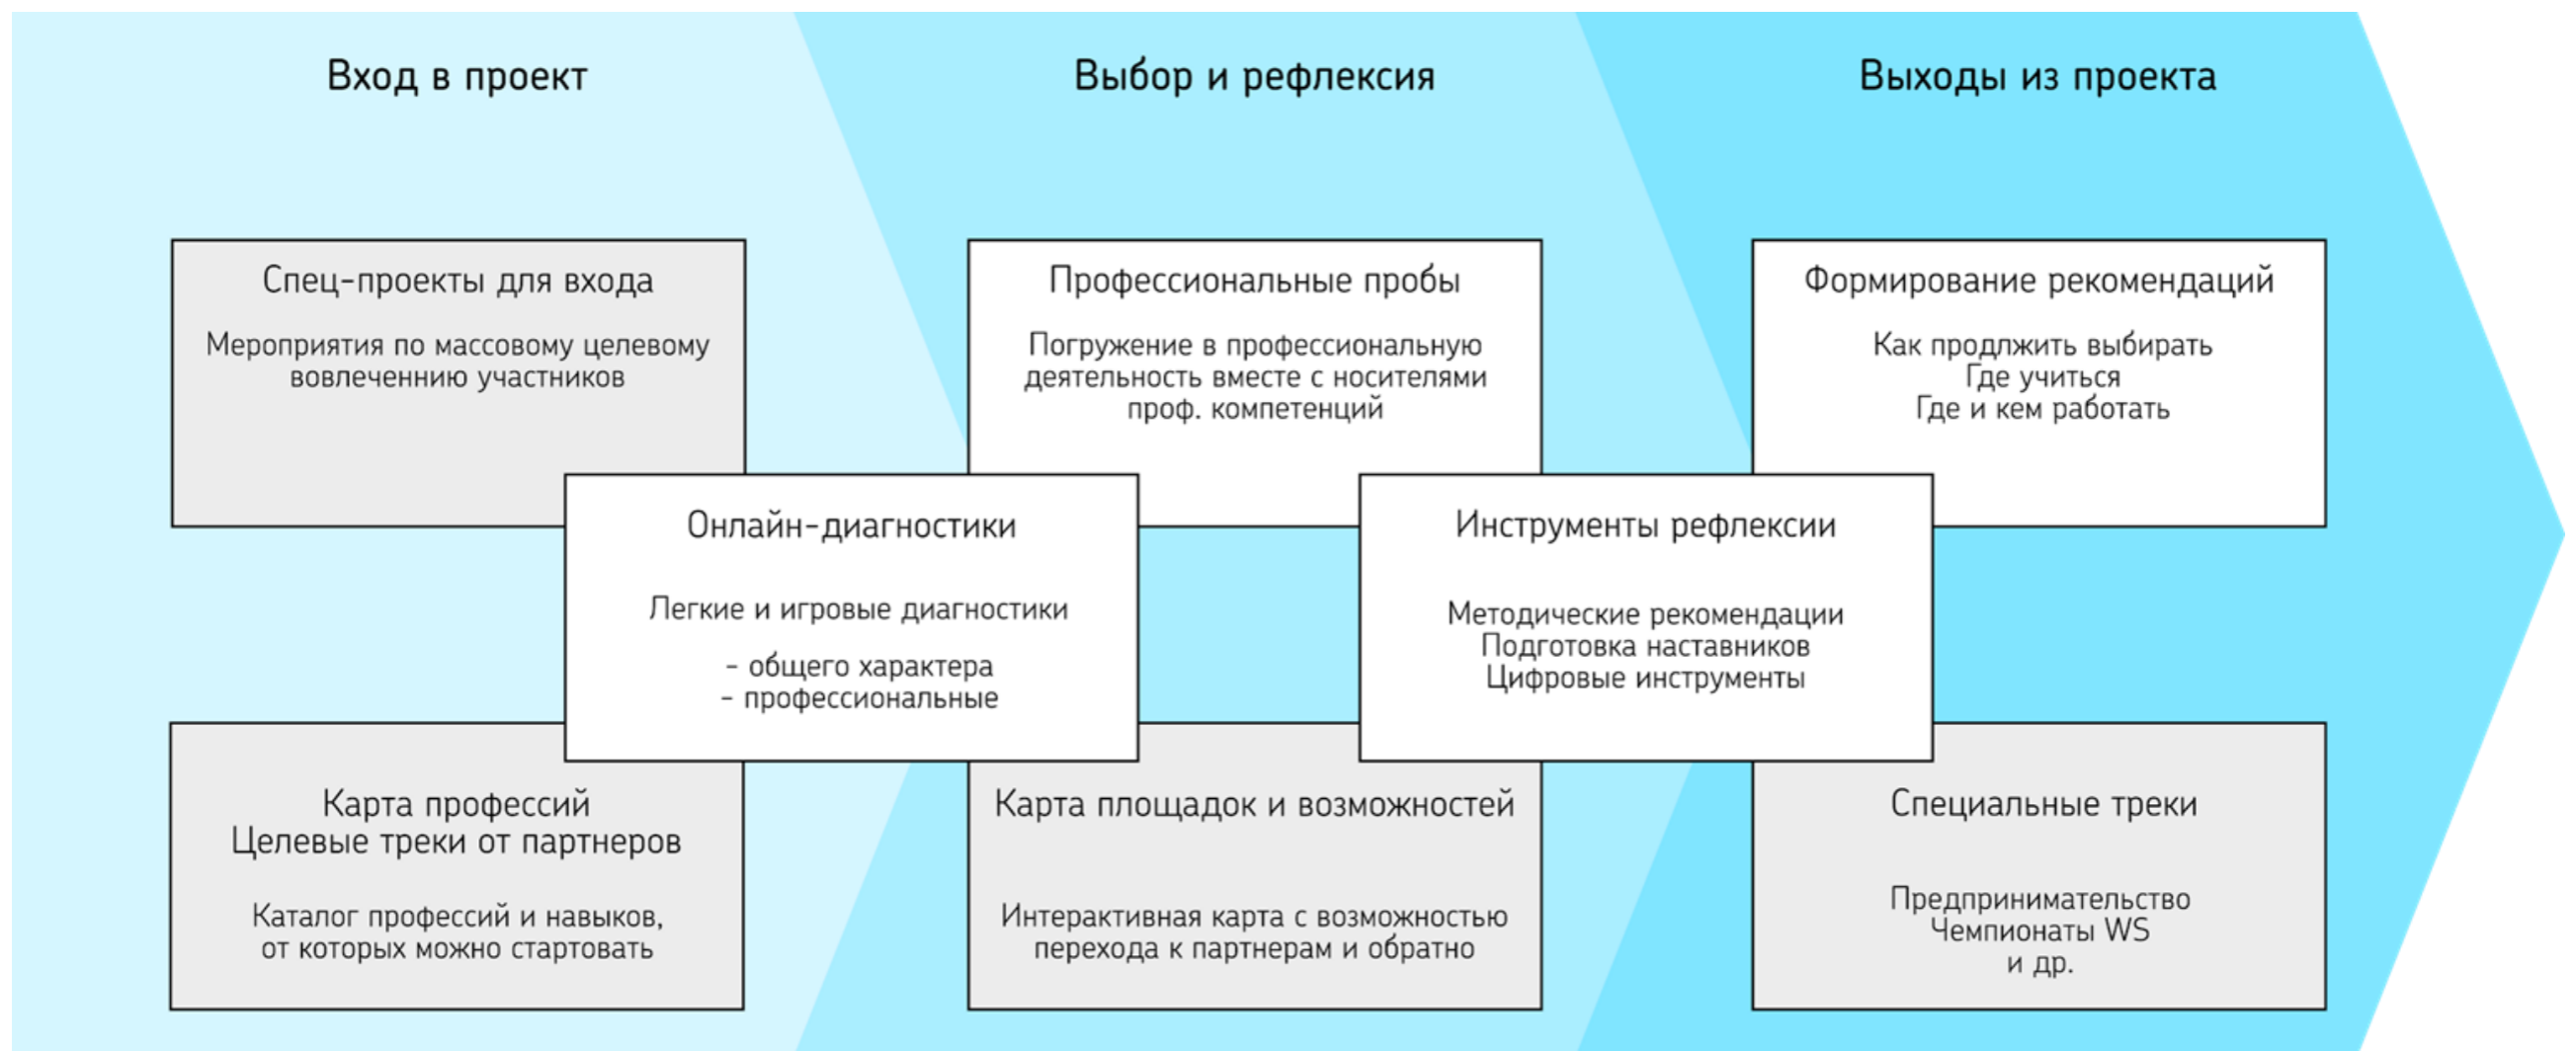 Вход в проект
Выбор и рефлексия
Выходы из проекта
Спец-проекты для входа
Мероприятия по массовому целевому
вовлеченнию участников
Профессиональные пробы
Погружение в профессиональную
деятельность вместе с носителями
проф. компетенций
Формирование рекомендаций
Как продлжить выбирать
Где учиться
Где и кем работать
Онлайн-диагностики
Легкие и игровые диагностики
- общего характера
- профессиональные
Инструменты рефлексии
Методические рекомендации
Подготовка наставников
Цифровые инструменты
Карта профессий
Целевые треки от партнеров
Каталог профессий и навыков,
от которых можно стартовать
Карта площадок и возможностей
Интерактивная карта с возможностью
перехода к партнерам и обратно
Специальные треки
Предпринимательство
Чемпионаты WS
и др.